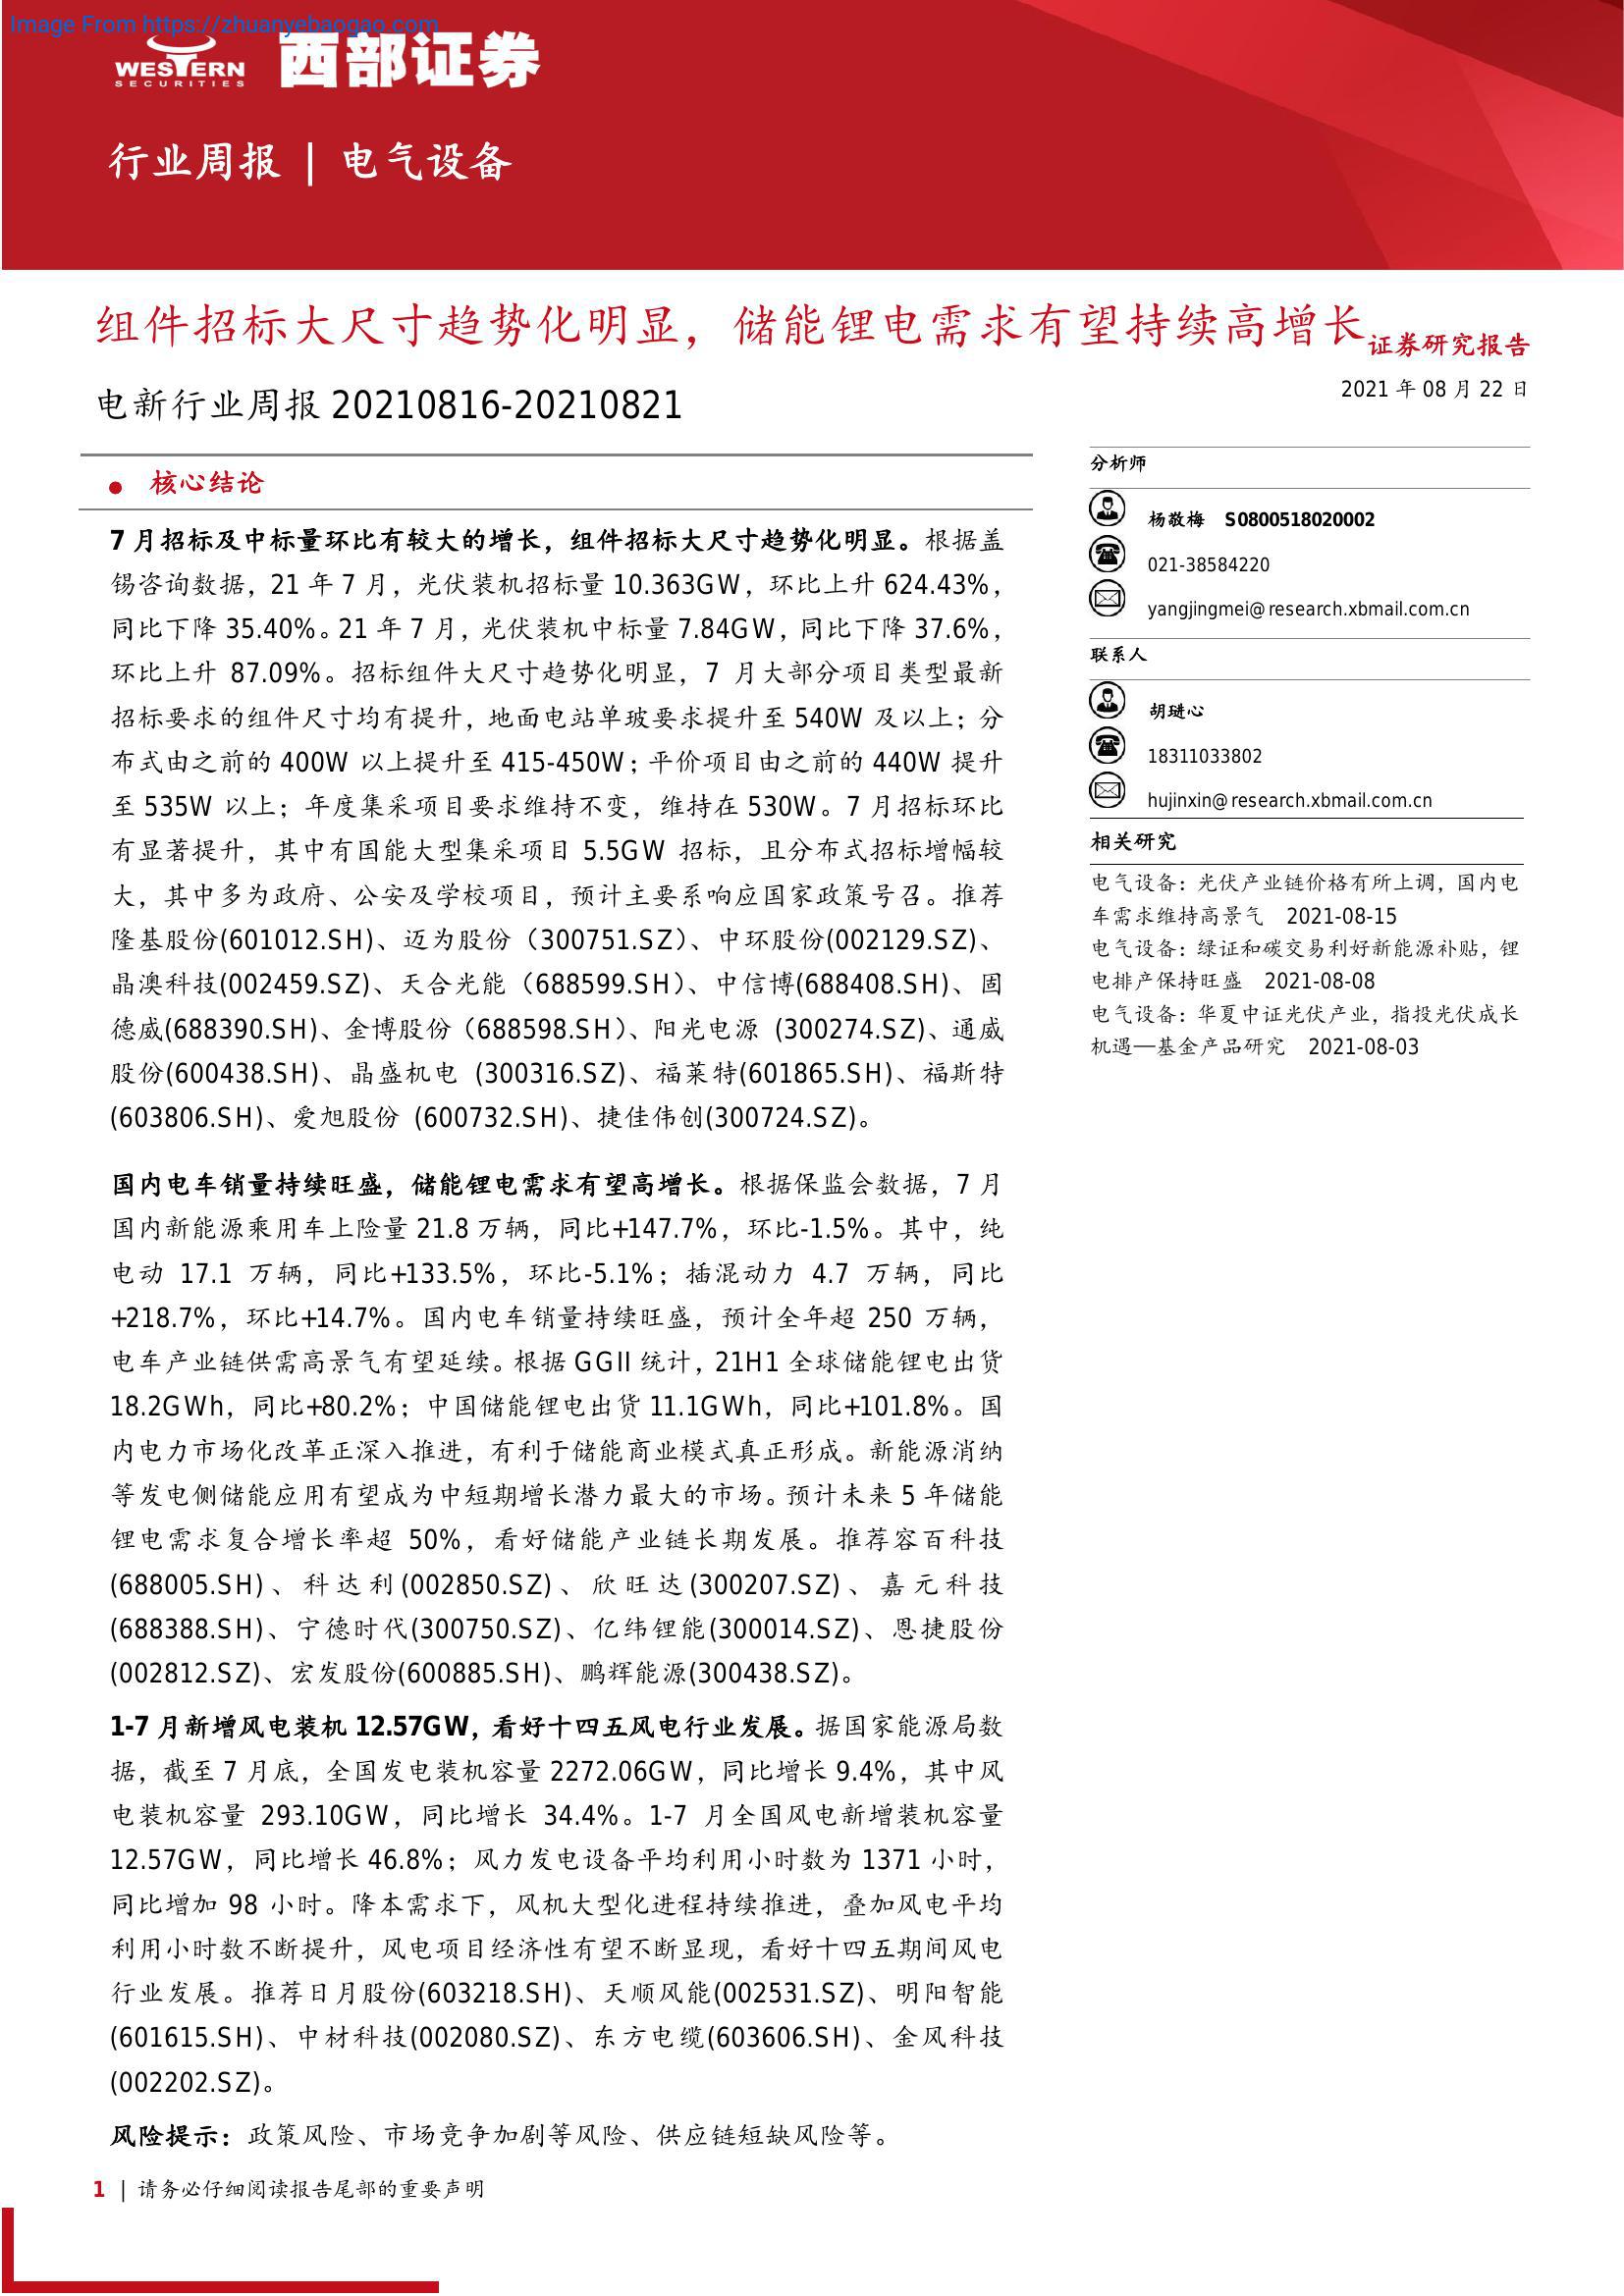 Image From https://zhuanyebaogao.com
WESTERN
SECURITIES
西部证券
行业周报 | 电气设备
组件招标大尺寸趋势化明显，储能锂电需求有望持续高增长
证券研究报告
电新行业周报 20210816-20210821
2021 年 08 月 22 日
● 核心结论
7 月招标及中标量环比有较大的增长，组件招标大尺寸趋势化明显。根据盖
锡咨询数据，21 年 7 月，光伏装机招标量 10.363GW，环比上升 624.43%，
同比下降 35.40%。21 年 7 月，光伏装机中标量 7.84GW，同比下降 37.6%，
环比上升 87.09%。招标组件大尺寸趋势化明显，7 月大部分项目类型最新
招标要求的组件尺寸均有提升，地面电站单玻要求提升至 540W 及以上；分
布式由之前的 400W 以上提升至 415-450W；平价项目由之前的 440W 提升
至 535W 以上；年度集采项目要求维持不变，维持在 530W。7 月招标环比
有显著提升，其中有国能大型集采项目 5.5GW 招标，且分布式招标增幅较
大，其中多为政府、公安及学校项目，预计主要系响应国家政策号召。推荐
隆基股份(601012.SH)、迈为股份（300751.SZ）、中环股份(002129.SZ)、
晶澳科技(002459.SZ)、天合光能（688599.SH）、中信博(688408.SH)、固
德威(688390.SH)、金博股份（688598.SH）、阳光电源 (300274.SZ)、通威
股份(600438.SH)、晶盛机电 (300316.SZ)、福莱特(601865.SH)、福斯特
(603806.SH)、爱旭股份 (600732.SH)、捷佳伟创(300724.SZ)。
国内电车销量持续旺盛，储能锂电需求有望高增长。根据保监会数据，7 月
国内新能源乘用车上险量 21.8 万辆，同比+147.7%，环比-1.5%。其中，纯
电动 17.1 万辆，同比+133.5%，环比-5.1%；插混动力 4.7 万辆，同比
+218.7%，环比+14.7%。国内电车销量持续旺盛，预计全年超 250 万辆，
电车产业链供需高景气有望延续。根据 GGII 统计，21H1 全球储能锂电出货
18.2GWh，同比+80.2%；中国储能锂电出货 11.1GWh，同比+101.8%。国
内电力市场化改革正深入推进，有利于储能商业模式真正形成。新能源消纳
等发电侧储能应用有望成为中短期增长潜力最大的市场。预计未来 5 年储能
锂电需求复合增长率超 50%，看好储能产业链长期发展。推荐容百科技
(688005.SH)、科达利(002850.SZ)、欣旺达(300207.SZ)、嘉元科技
(688388.SH)、宁德时代(300750.SZ)、亿纬锂能(300014.SZ)、恩捷股份
(002812.SZ)、宏发股份(600885.SH)、鹏辉能源(300438.SZ)。
1-7 月新增风电装机 12.57GW，看好十四五风电行业发展。据国家能源局数
据，截至 7 月底，全国发电装机容量 2272.06GW，同比增长 9.4%，其中风
电装机容量 293.10GW，同比增长 34.4%。1-7 月全国风电新增装机容量
12.57GW，同比增长 46.8%；风力发电设备平均利用小时数为 1371 小时，
同比增加 98 小时。降本需求下，风机大型化进程持续推进，叠加风电平均
利用小时数不断提升，风电项目经济性有望不断显现，看好十四五期间风电
行业发展。推荐日月股份(603218.SH)、天顺风能(002531.SZ)、明阳智能
(601615.SH)、中材科技(002080.SZ)、东方电缆(603606.SH)、金风科技
(002202.SZ)。
风险提示：政策风险、市场竞争加剧等风险、供应链短缺风险等。
分析师
杨敬梅 S0800518020002
021-38584220
yangjingmei@research.xbmail.com.cn
联系人
胡琎心
18311033802
hujinxin@research.xbmail.com.cn
相关研究
电气设备：光伏产业链价格有所上调，国内电
车需求维持高景气 2021-08-15
电气设备：绿证和碳交易利好新能源补贴，锂
电排产保持旺盛 2021-08-08
电气设备：华夏中证光伏产业，指投光伏成长
机遇—基金产品研究 2021-08-03
1 | 请务必仔细阅读报告尾部的重要声明